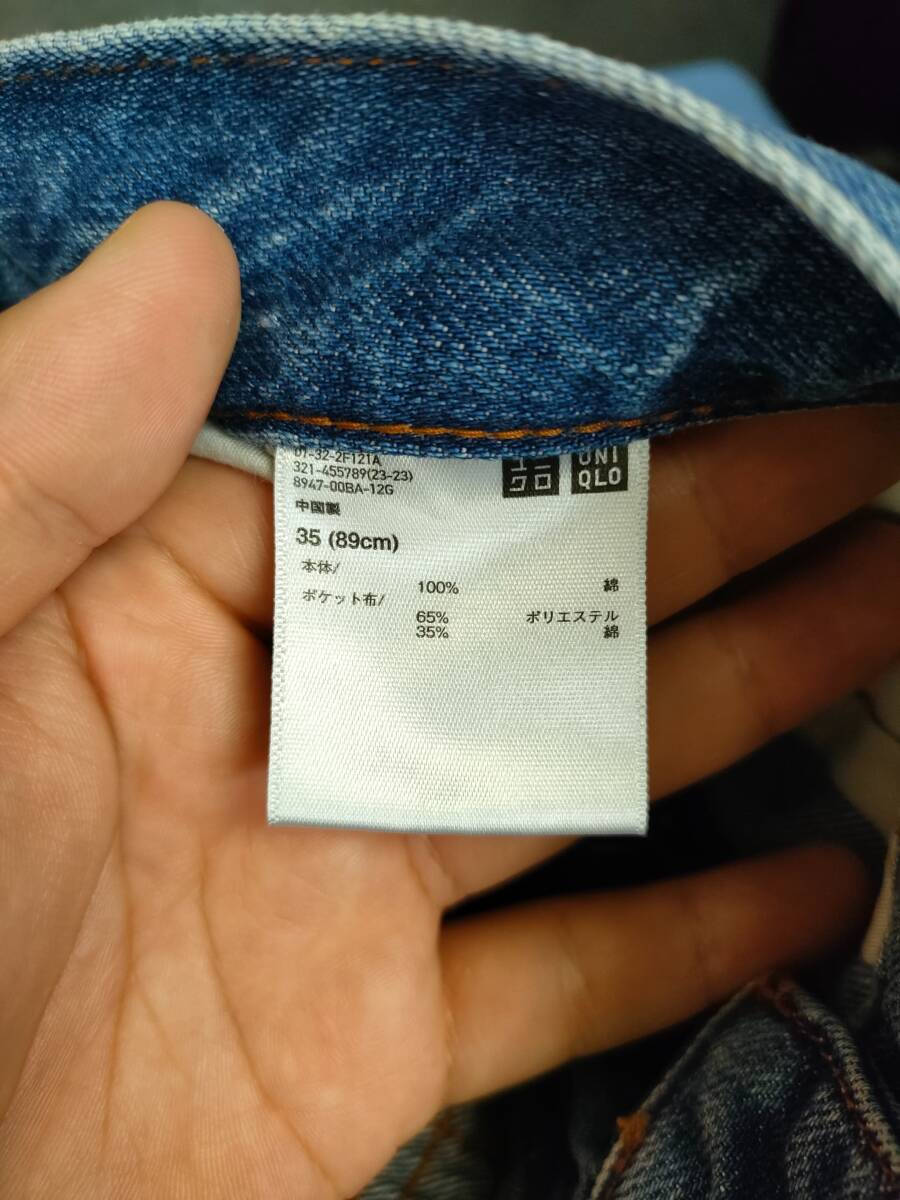 01-32-2F121A
321-455789(23-23)
8947-00BA-12G
ユニ
クロ
UNI
QLO
中国製
35 (89cm)
本体/
100% 綿
ポケット布/
65% ポリエステル
35% 綿